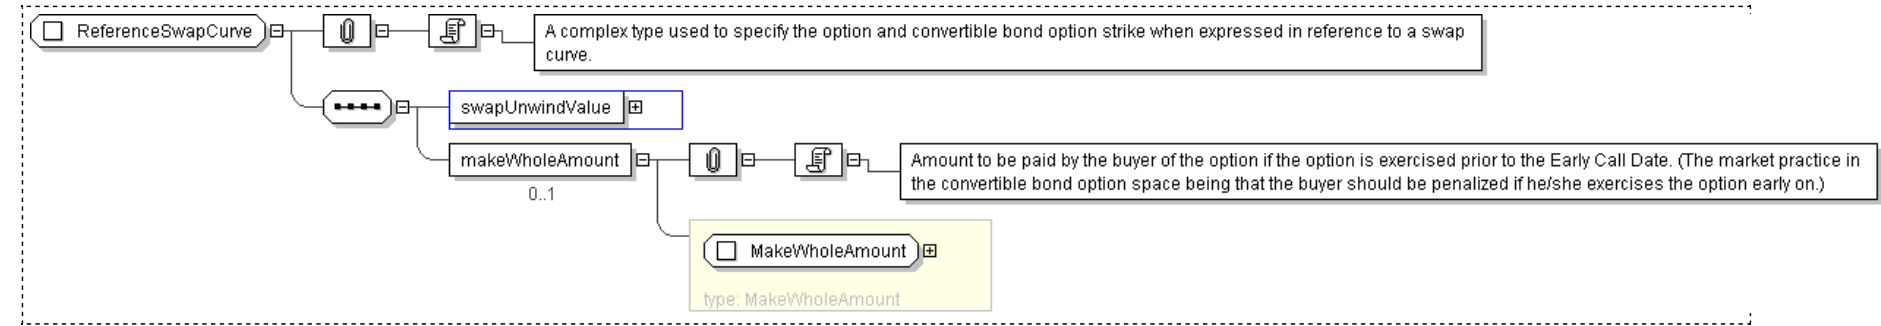 ReferenceSwapCurve
A complex type used to specify the option and convertible bond option strike when expressed in reference to a swap
curve.
swapUnwindValue
makeWholeAmount
0..1
Amount to be paid by the buyer of the option if the option is exercised prior to the Early Call Date. (The market practice in
the convertible bond option space being that the buyer should be penalized if he/she exercises the option early on.)
MakeWholeAmount
type: MakeWholeAmount